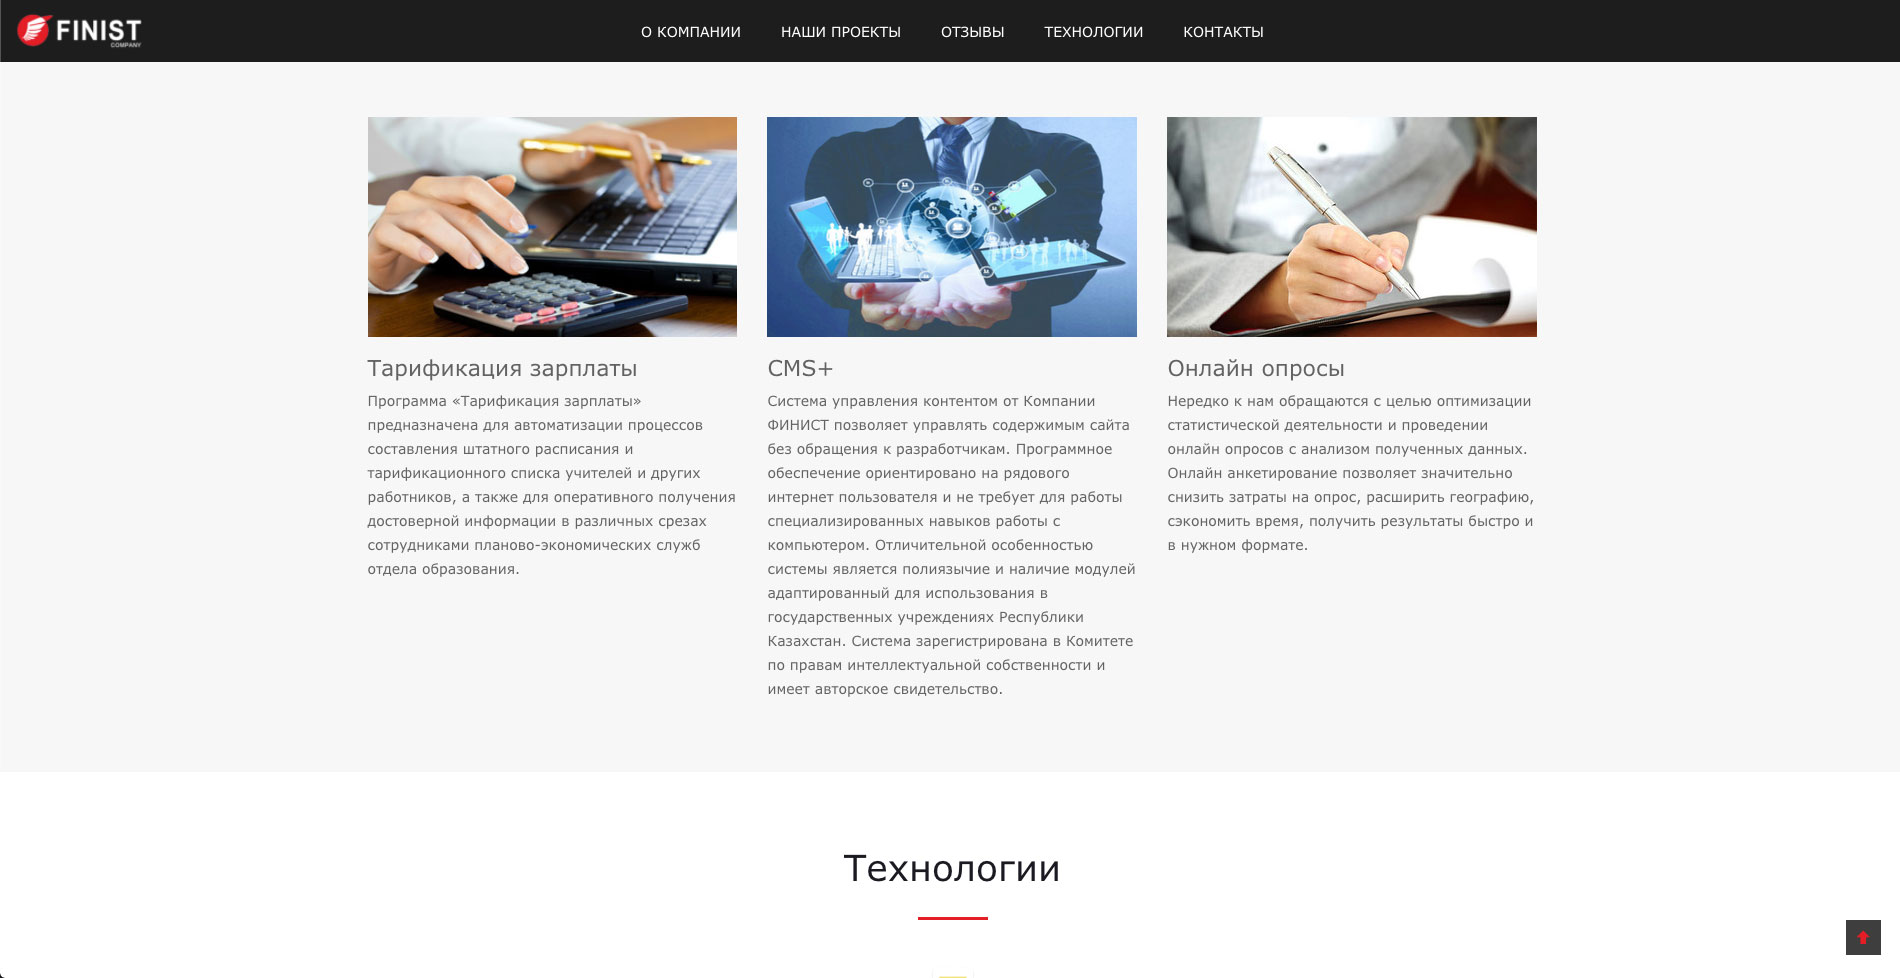 FINIST
COMPANY
О КОМПАНИИ
НАШИ ПРОЕКТЫ
ОТЗЫВЫ
ТЕХНОЛОГИИ
КОНТАКТЫ
Тарификация зарплаты
Программа «Тарификация зарплаты»
предназначена для автоматизации процессов
составления штатного расписания и
тарификационного списка учителей и других
работников, а также для оперативного получения
достоверной информации в различных срезах
сотрудниками планово-экономических служб
отдела образования.
CMS+
Система управления контентом от Компании
ФИНИСТ позволяет управлять содержимым сайта
без обращения к разработчикам. Программное
обеспечение ориентировано на рядового
интернет пользователя и не требует для работы
специализированных навыков работы с
компьютером. Отличительной особенностью
системы является полиязычие и наличие модулей
адаптированный для использования в
государственных учреждениях Республики
Казахстан. Система зарегистрирована в Комитете
по правам интеллектуальной собственности и
имеет авторское свидетельство.
Онлайн опросы
Нередко к нам обращаются с целью оптимизации
статистической деятельности и проведении
онлайн опросов с анализом полученных данных.
Онлайн анкетирование позволяет значительно
снизить затраты на опрос, расширить географию,
сэкономить время, получить результаты быстро и
в нужном формате.
Технологии